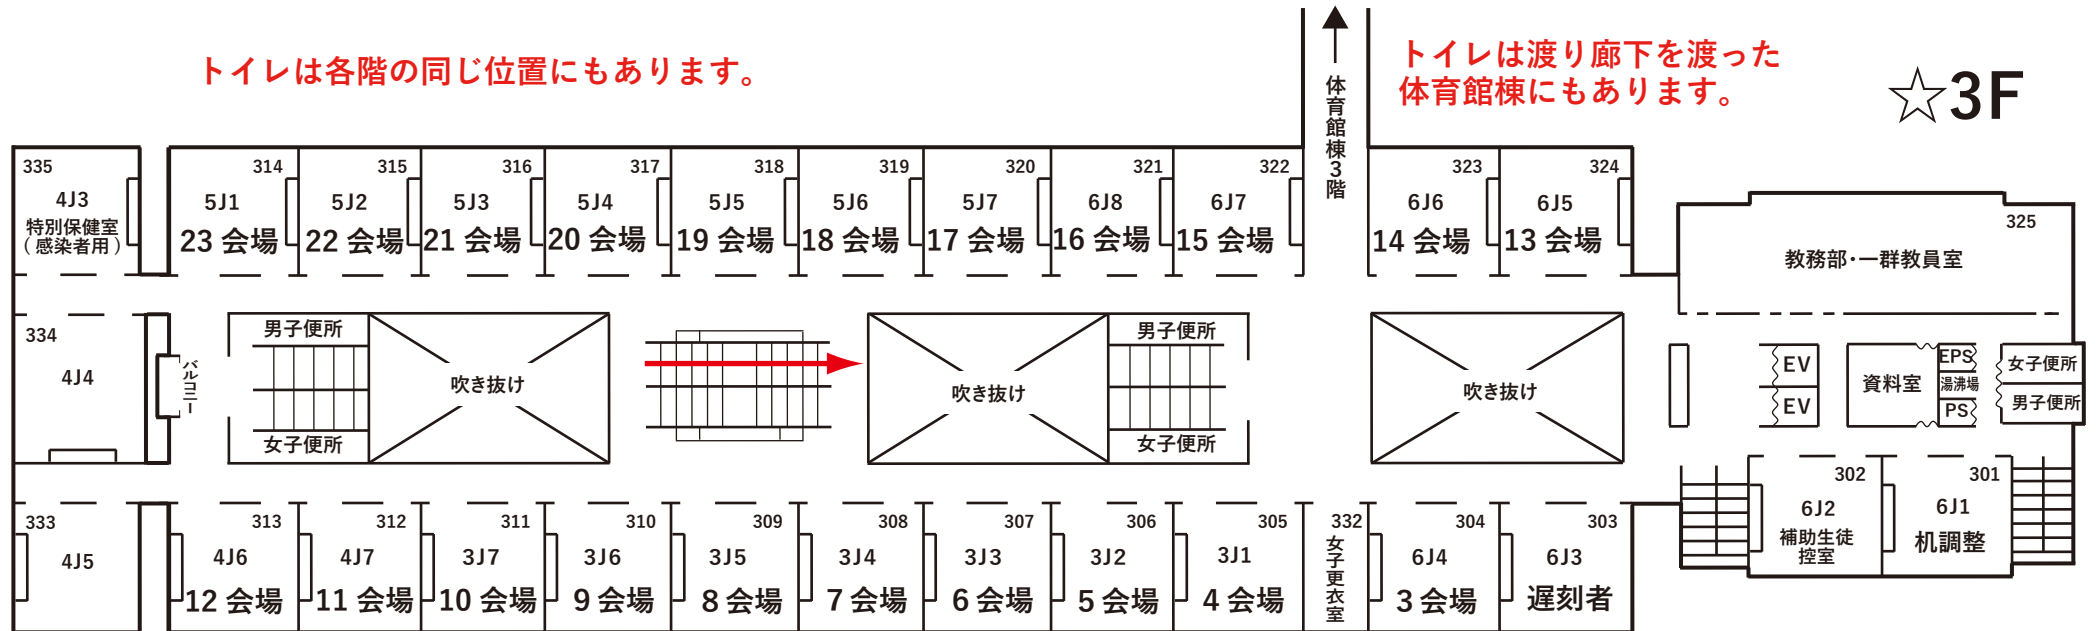 トイレは各階の同じ位置にもあります。
トイレは渡り廊下を渡った
体育館棟にもあります。
☆3F
体育館棟3階
335
4J3
特別保健室
(感染者用)
314
5J1
23 会場
315
5J2
22 会場
316
5J3
21 会場
317
5J4
20 会場
318
5J5
19 会場
319
5J6
18 会場
320
5J7
17 会場
321
6J8
16 会場
322
6J7
15 会場
323
6J6
14 会場
324
6J5
13 会場
325
教務部・一群教員室
334
4J4
バルコニー
男子便所
女子便所
吹き抜け
吹き抜け
男子便所
女子便所
吹き抜け
EV
EV
資料室
EPS
湯沸場
PS
女子便所
男子便所
333
4J5
313
4J6
12 会場
312
4J7
11 会場
311
3J7
10 会場
310
3J6
9 会場
309
3J5
8 会場
308
3J4
7 会場
307
3J3
6 会場
306
3J2
5 会場
305
3J1
4 会場
332
女子更衣室
304
6J4
3 会場
303
6J3
遅刻者
302
6J2
補助生徒
控室
301
6J1
机調整